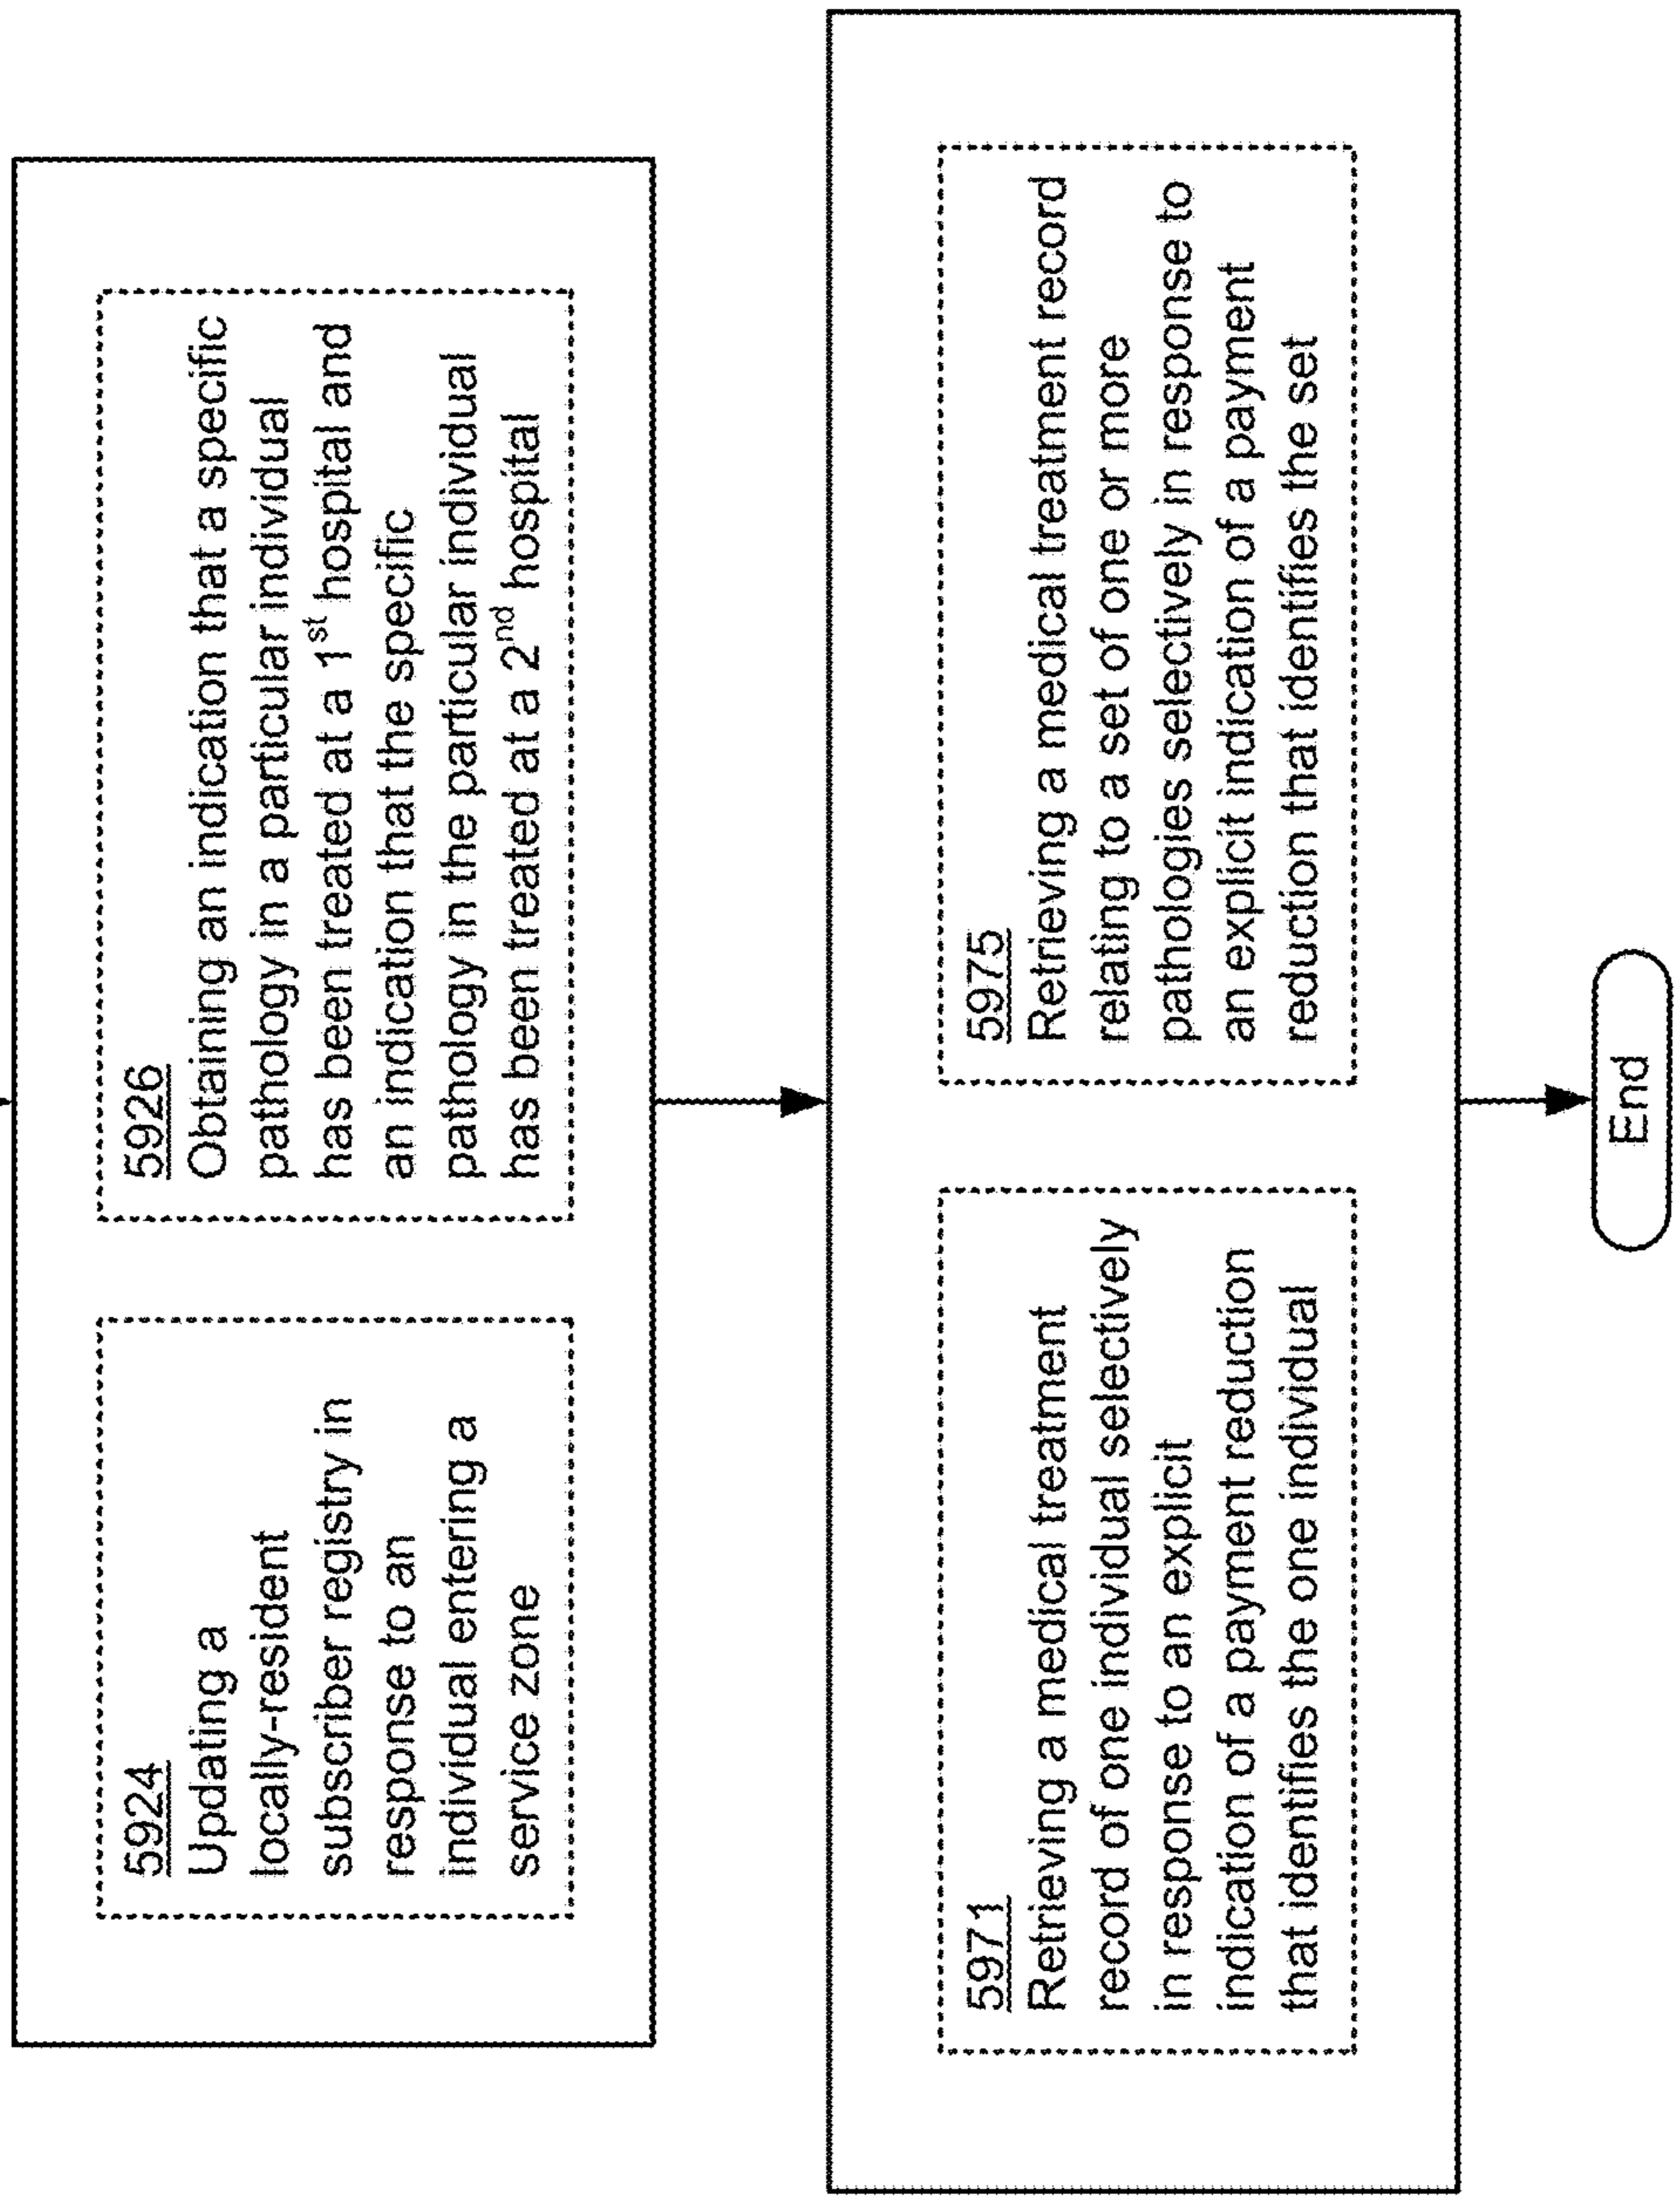 5924
Updating a
locally-resident
subscriber registry in
response to an
individual entering a
service zone
5926
Obtaining an indication that a specific
pathology in a particular individual
has been treated at a 1st hospital and
an indication that the specific
pathology in the particular individual
has been treated at a 2nd hospital
5971
Retrieving a medical treatment
record of one individual selectively
in response to an explicit
indication of a payment reduction
that identifies the one individual
5975
Retrieving a medical treatment record
relating to a set of one or more
pathologies selectively in response to
an explicit indication of a payment
reduction that identifies the set
End